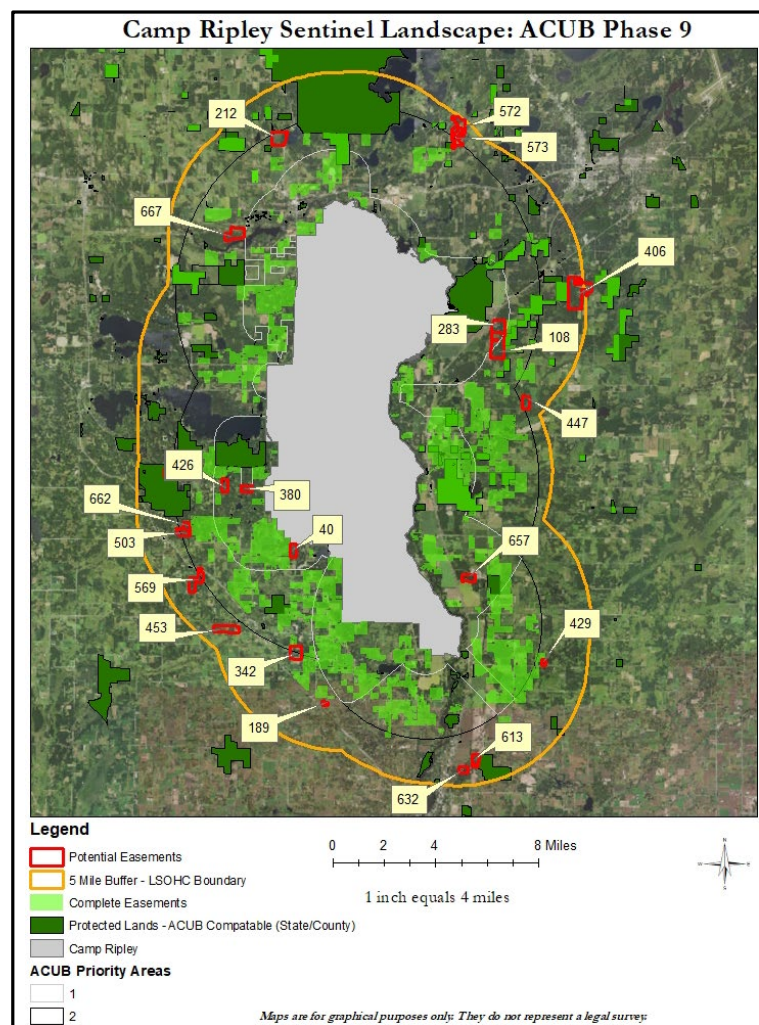 Camp Ripley Sentinel Landscape: ACUB Phase 9
212
572
573
667
406
283
108
447
426
380
662
503
40
657
569
453
429
342
189
613
632
Legend
Potential Easements
5 Mile Buffer - LSOHC Boundary
Complete Easements
Protected Lands - ACUB Compatable (State/County)
Camp Ripley
ACUB Priority Areas
1
2
0 2 4 8 Miles
1 inch equals 4 miles
N
W E
S
Maps are for graphical purposes only. They do not represent a legal survey.